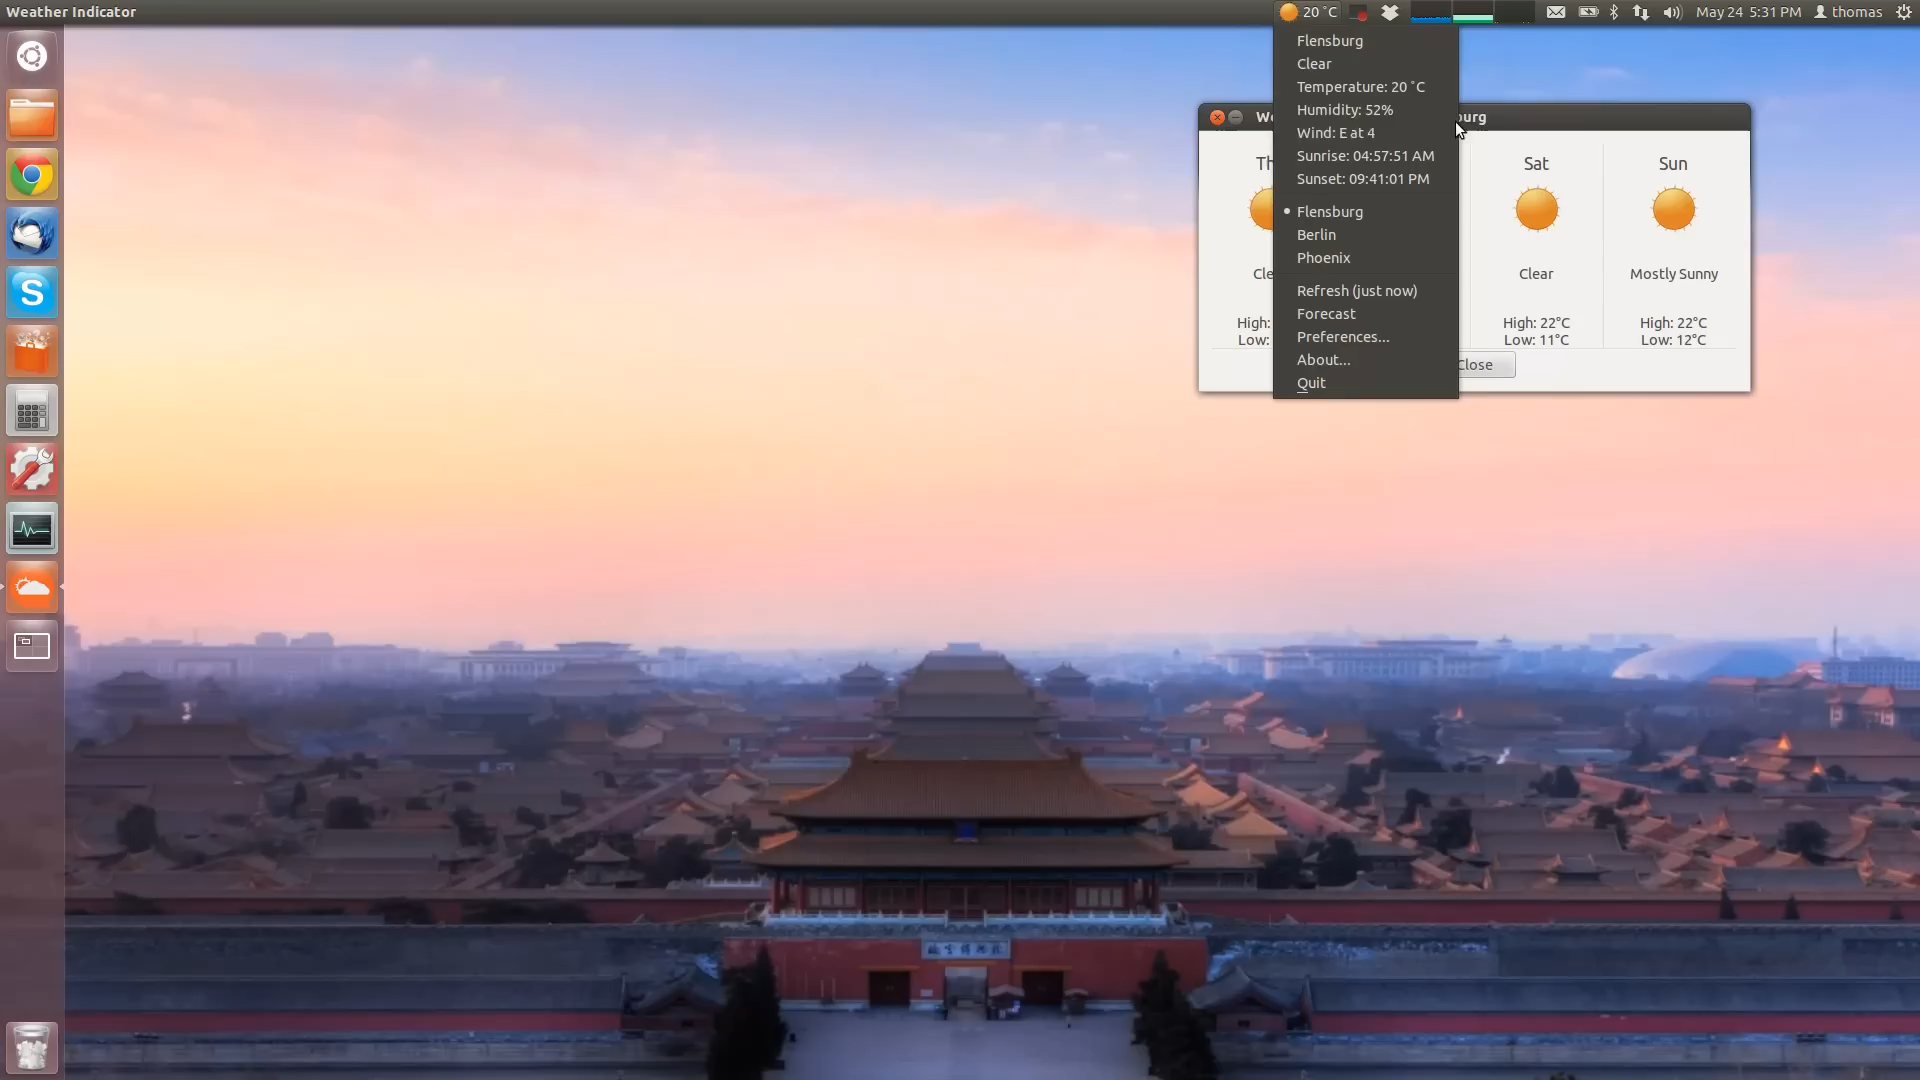 Weather Indicator
20 °C
May 24 5:31 PM
thomas
Flensburg
Clear
Temperature: 20 °C
Humidity: 52%
Wind: E at 4
Sunrise: 04:57:51 AM
Sunset: 09:41:01 PM
Flensburg
Berlin
Phoenix
Refresh (just now)
Forecast
Preferences...
About...
Quit
Sat
Sun
Clear
Mostly Sunny
High:
High: 22°C
High: 22°C
Low:
Low: 11°C
Low: 12°C
Close